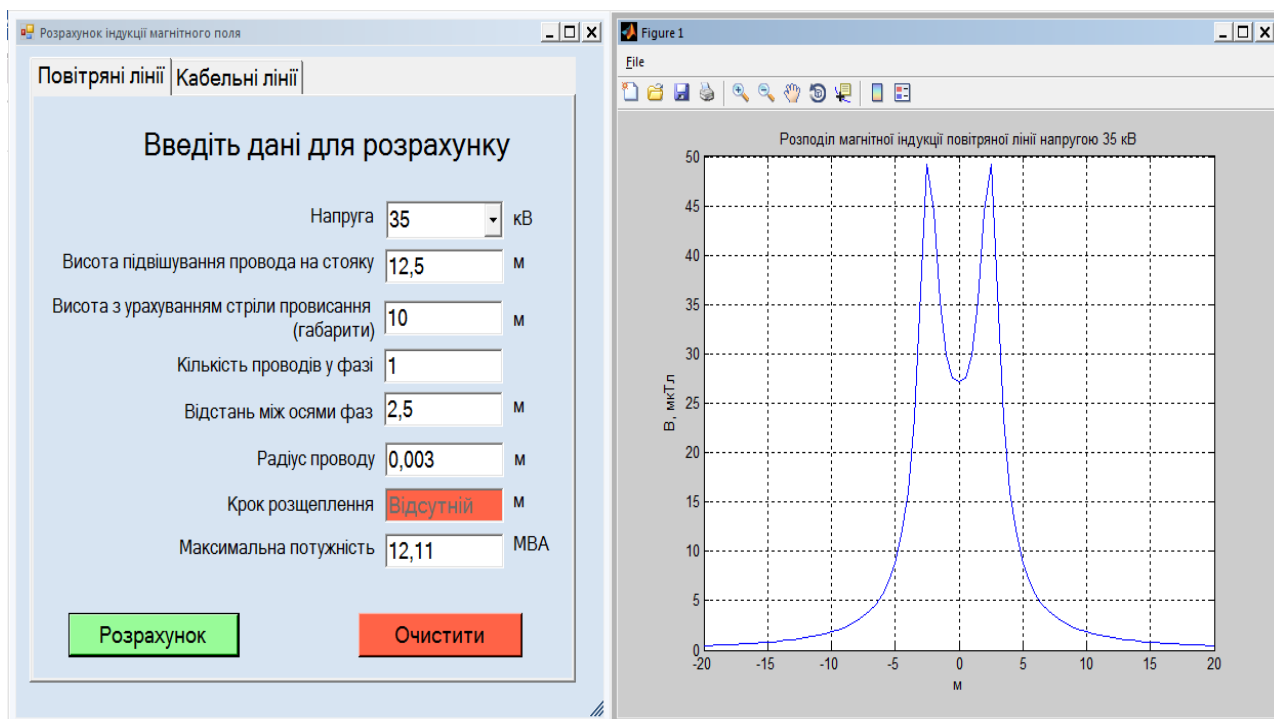 Розрахунок індукції магнітного поля
Повітряні лінії
Кабельні лінії
Введіть дані для розрахунку
Напруга 35 кВ
Висота підвішування провода на стояку 12,5 м
Висота з урахуванням стріли провисання
(габарити) 10 м
Кількість проводів у фазі 1
Відстань між осями фаз 2,5 м
Радіус проводу 0,003 м
Крок розщеплення Відсутній м
Максимальна потужність 12,11 МВА
Розрахунок
Очистити
Figure 1
File
Розподіл магнітної індукції повітряної лінії напругою 35 кВ
50
45
40
35
30
25
20
15
10
5
0
В, мкТл
-20 -15 -10 -5 0 5 10 15 20
м